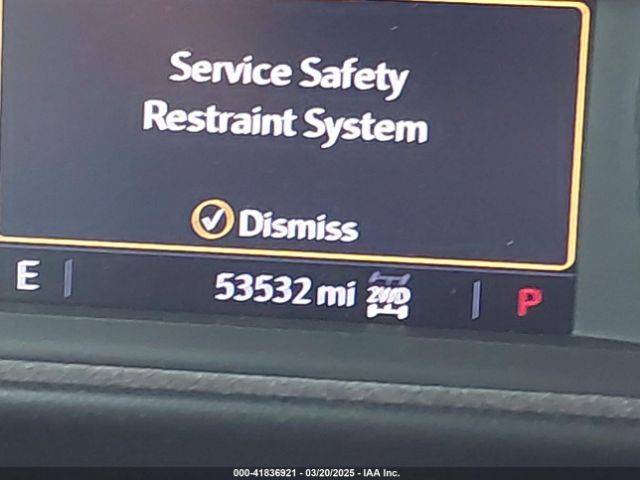 Service Safety
Restraint System
Dismiss
E 53532 mi 2WD P
000-41836921 - 03/20/2025 - IAA Inc.